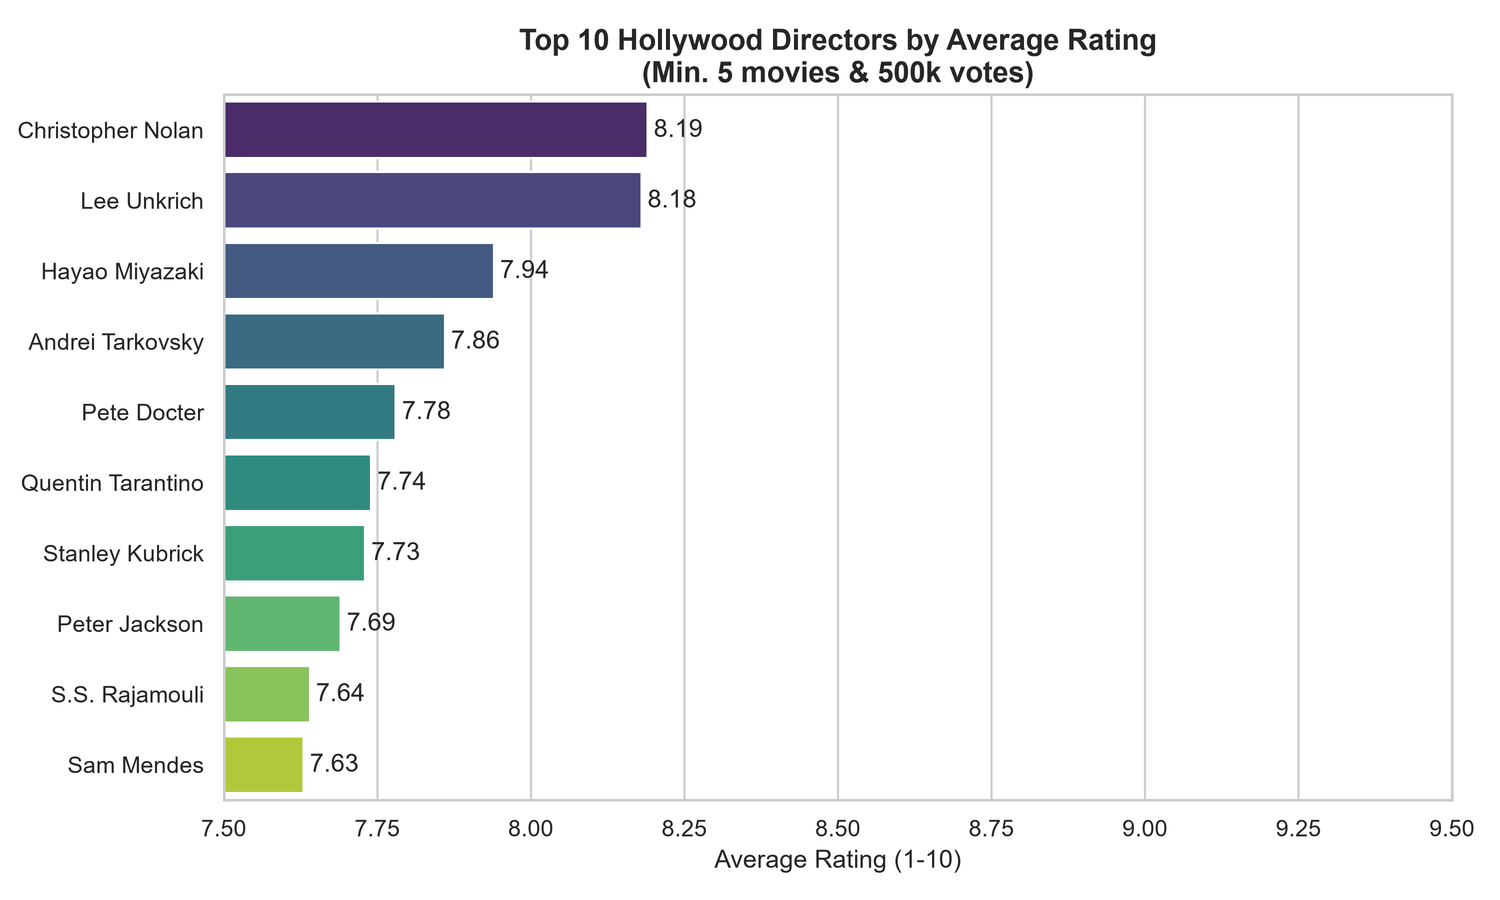 Top 10 Hollywood Directors by Average Rating
(Min. 5 movies & 500k votes)
Christopher Nolan 8.19
Lee Unkrich 8.18
Hayao Miyazaki 7.94
Andrei Tarkovsky 7.86
Pete Docter 7.78
Quentin Tarantino 7.74
Stanley Kubrick 7.73
Peter Jackson 7.69
S.S. Rajamouli 7.64
Sam Mendes 7.63
7.50 7.75 8.00 8.25 8.50 8.75 9.00 9.25 9.50
Average Rating (1-10)